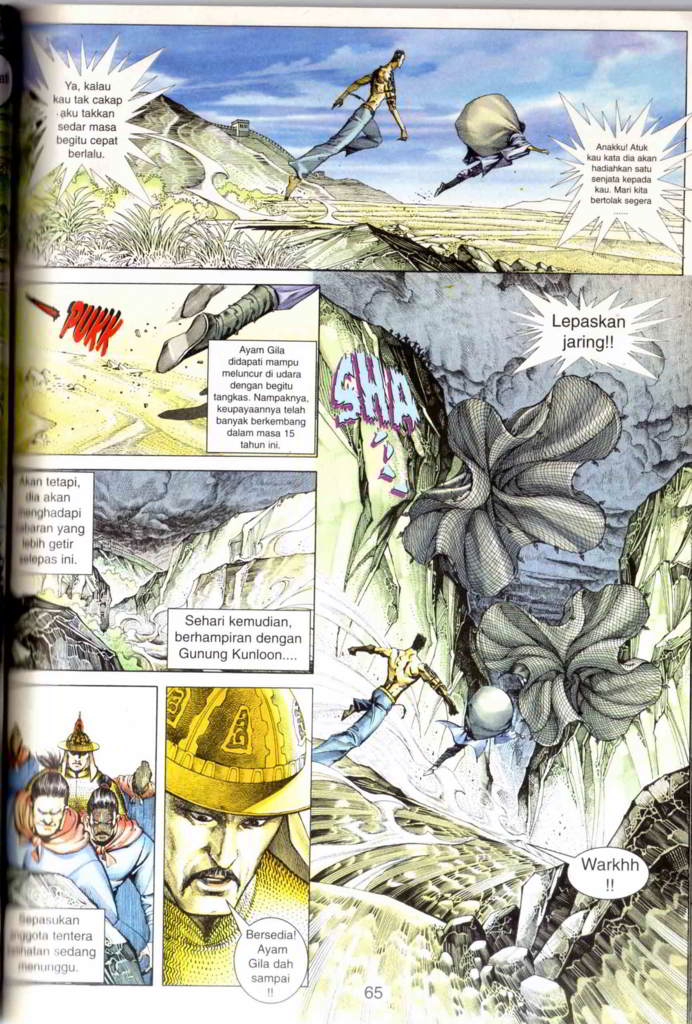 Ya, kalau
kau tak cakap
aku takkan
sedar masa
begitu cepat
berlalu.
Anakku! Atuk
kau kata dia akan
hadiahkan satu
senjata kepada
kau. Mari kita
bertolak segera
......
PUKK
Ayam Gila
didapati mampu
meluncur di udara
dengan begitu
tangkas. Nampaknya,
keupayaannya telah
banyak berkembang
dalam masa 15
tahun ini.
Akan tetapi,
dia akan
yang
lebih getir
selepas ini.
Sehari kemudian,
berhampiran dengan
Gunung Kunloon....
Sepasukan
anggota tentera
sedang
menunggu.
Bersedia!
Ayam
Gila dah
sampai
!!
Lepaskan
jaring!!
SHA
Warkhh
!!
65